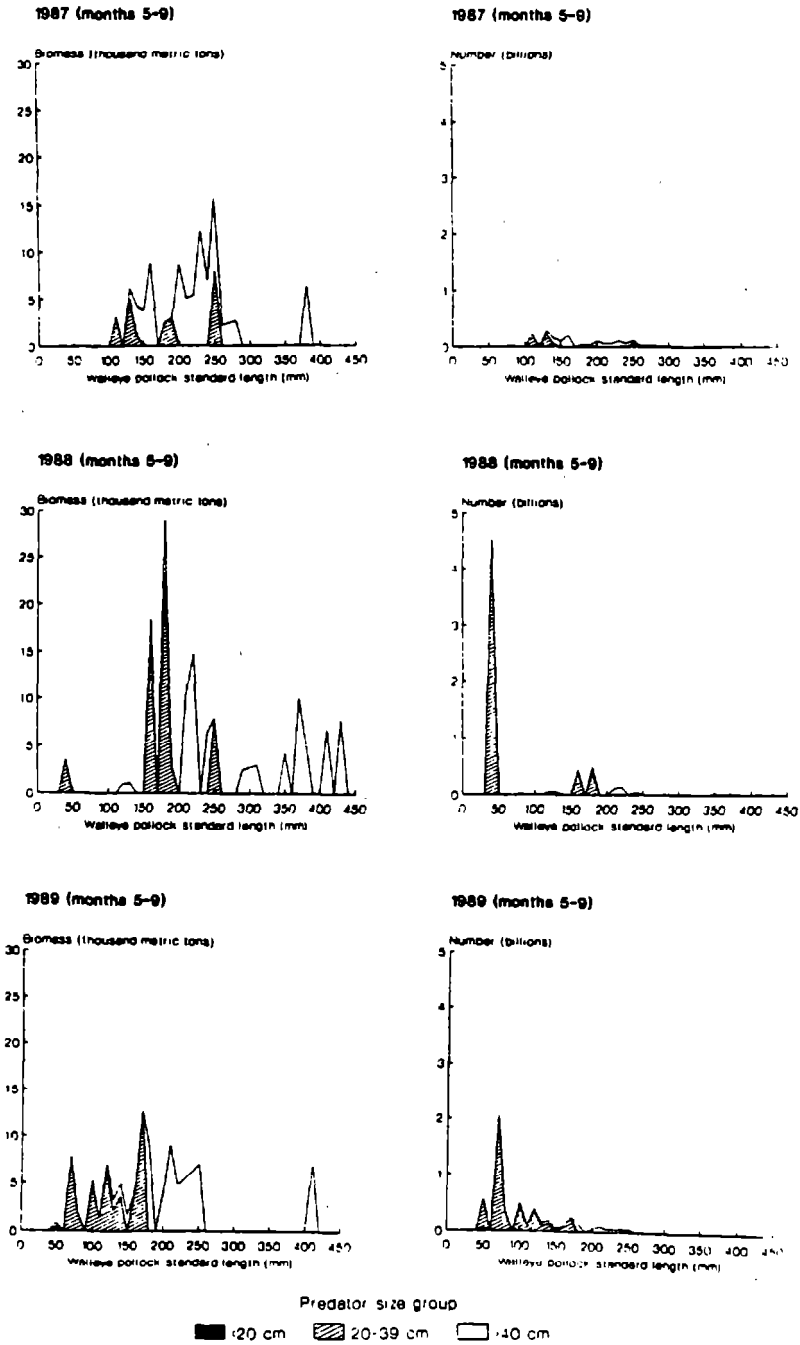 1987 (months 5-9)
Biomass (thousand metric tons)
30
25
20
15
10
5
0
0 50 100 150 200 250 300 350 400 450
Walleye pollock standard length (mm)
1987 (months 5-9)
Number (billions)
5
4
3
2
1
0
0 50 100 150 200 250 300 350 400 450
Walleye pollock standard length (mm)
1988 (months 5-9)
Biomass (thousand metric tons)
30
25
20
15
10
5
0
0 50 100 150 200 250 300 350 400 450
Walleye pollock standard length (mm)
1988 (months 5-9)
Number (billions)
5
4
3
2
1
0
0 50 100 150 200 250 300 350 400 450
Walleye pollock standard length (mm)
1989 (months 5-9)
Biomass (thousand metric tons)
30
25
20
15
10
5
0
0 50 100 150 200 250 300 350 400 450
Walleye pollock standard length (mm)
1989 (months 5-9)
Number (billions)
5
4
3
2
1
0
0 50 100 150 200 250 300 350 400 450
Walleye pollock standard length (mm)
Predator size group
<20 cm 20-39 cm >40 cm